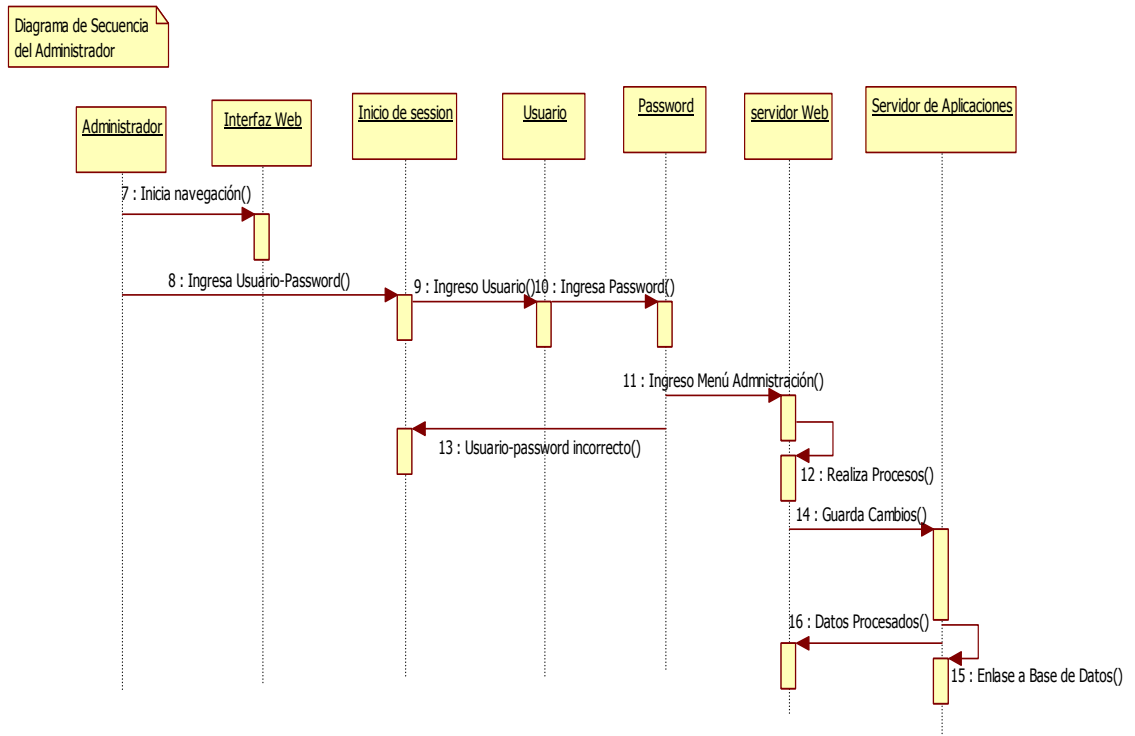 Diagrama de Secuencia
del Administrador
Administrador
Interfaz Web
Inicio de session
Usuario
Password
servidor Web
Servidor de Aplicaciones
7 : Inicia navegación()
8 : Ingresa Usuario-Password()
9 : Ingreso Usuario()
10 : Ingresa Password()
11 : Ingreso Menú Admnistración()
13 : Usuario-password incorrecto()
12 : Realiza Procesos()
14 : Guarda Cambios()
16 : Datos Procesados()
15 : Enlase a Base de Datos()